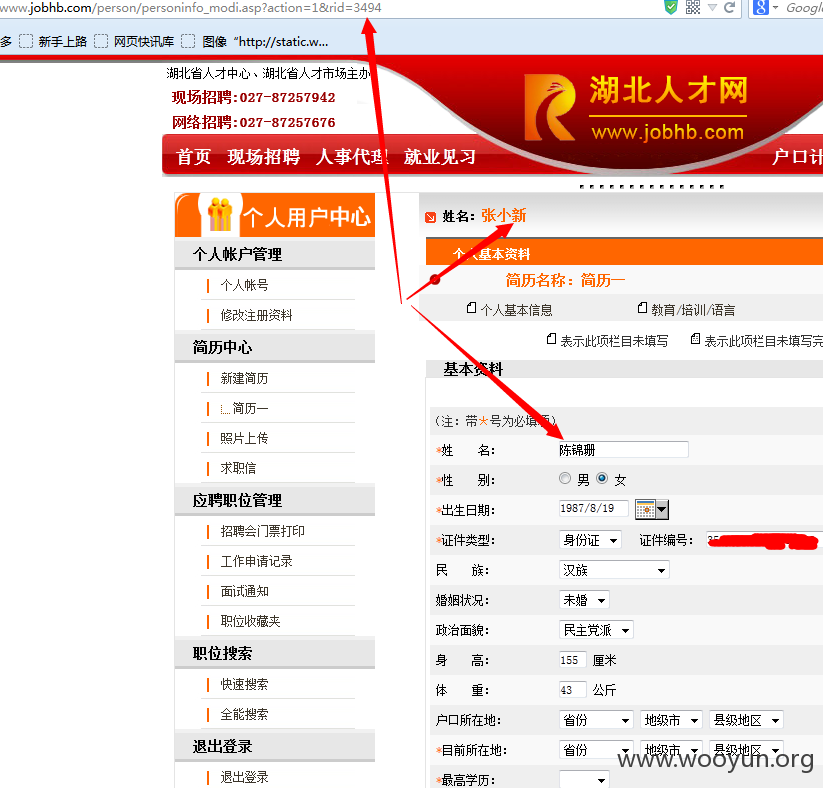 www.jobhb.com/person/personinfo_modi.asp?action=1&rid=3494
Google
多 新手上路 网页快讯库 图像 “http://static.w...
湖北省人才中心、湖北省人才市场主办
现场招聘:027-87257942
网络招聘:027-87257676
湖北人才网
www.jobhb.com
首页 现场招聘 人事代理 就业见习 户口计
个人用户中心
个人帐户管理
个人帐号
修改注册资料
简历中心
新建简历
简历一
照片上传
求职信
应聘职位管理
招聘会门票打印
工作申请记录
面试通知
职位收藏夹
职位搜索
快速搜索
全能搜索
退出登录
退出登录
姓名: 张小新
个人基本资料
简历名称: 简历一
个人基本信息 教育/培训/语言
表示此项栏目未填写 表示此项栏目未填写完
基本资料
(注: 带*号为必填项)
*姓 名: 陈锦珊
*性 别: 男 女
*出生日期: 1987/8/19
*证件类型: 身份证 证件编号:
民 族: 汉族
婚姻状况: 未婚
政治面貌: 民主党派
身 高: 155 厘米
体 重: 43 公斤
户口所在地: 省份 地级市 县级地区
*目前所在地: 省份 地级市 县级地区
*最高学历:
www.wooyun.org